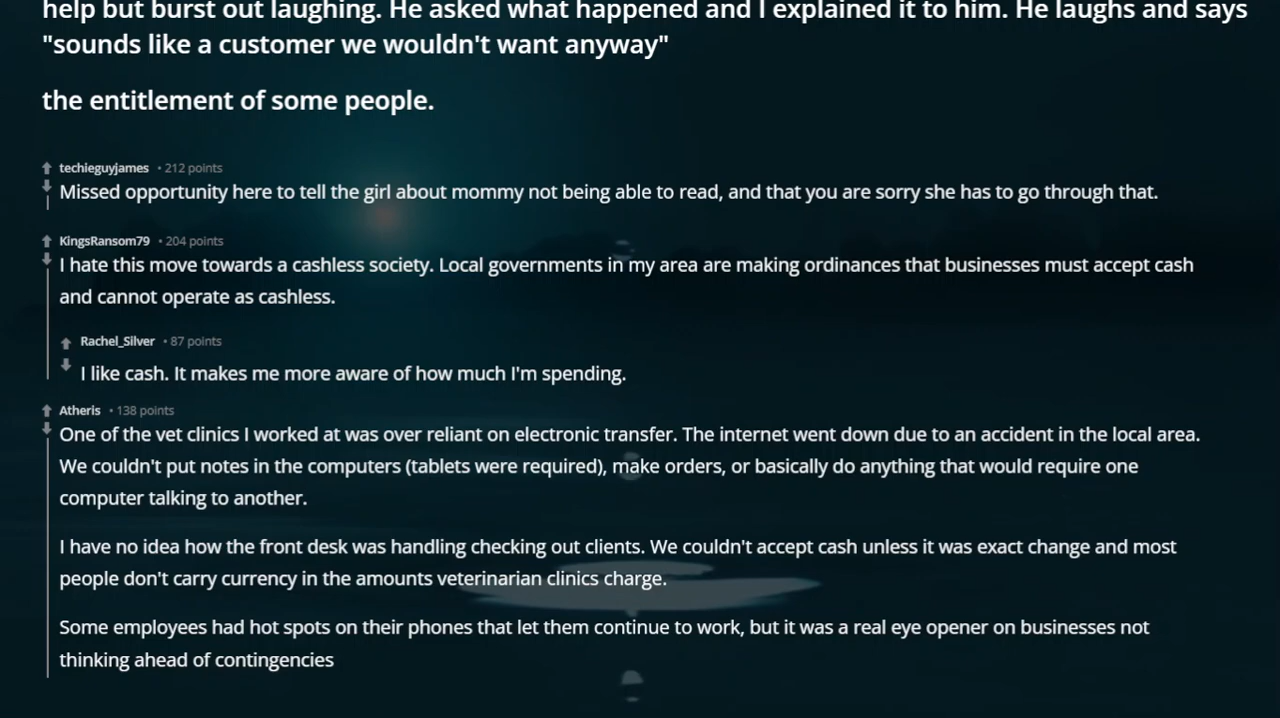 help but burst out laughing. He asked what happened and I explained it to him. He laughs and says
"sounds like a customer we wouldn't want anyway"
the entitlement of some people.
techieguyjames • 212 points
Missed opportunity here to tell the girl about mommy not being able to read, and that you are sorry she has to go through that.
KingsRansom79 • 204 points
I hate this move towards a cashless society. Local governments in my area are making ordinances that businesses must accept cash
and cannot operate as cashless.
Rachel_Silver • 87 points
I like cash. It makes me more aware of how much I'm spending.
Atheris • 138 points
One of the vet clinics I worked at was over reliant on electronic transfer. The internet went down due to an accident in the local area.
We couldn't put notes in the computers (tablets were required), make orders, or basically do anything that would require one
computer talking to another.
I have no idea how the front desk was handling checking out clients. We couldn't accept cash unless it was exact change and most
people don't carry currency in the amounts veterinarian clinics charge.
Some employees had hot spots on their phones that let them continue to work, but it was a real eye opener on businesses not
thinking ahead of contingencies